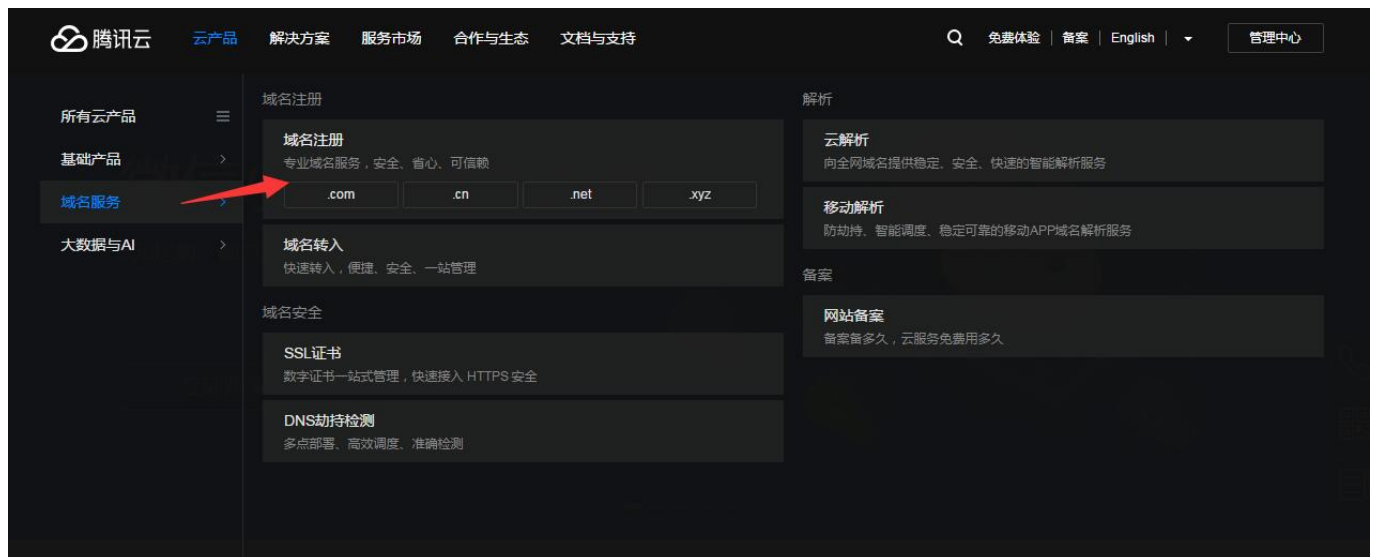 腾讯云
云产品
解决方案
服务市场
合作与生态
文档与支持
免费体验
备案
English
管理中心
所有云产品
基础产品
域名服务
大数据与AI
域名注册
域名注册
专业域名服务，安全、省心、可信赖
.com
.cn
.net
.xyz
域名转入
快速转入，便捷、安全、一站管理
域名安全
SSL证书
数字证书一站式管理，快速接入 HTTPS 安全
DNS劫持检测
多点部署、高效调度、准确检测
解析
云解析
向全网域名提供稳定、安全、快速的智能解析服务
移动解析
防劫持、智能调度、稳定可靠的移动APP域名解析服务
备案
网站备案
备案备多久，云服务免费用多久